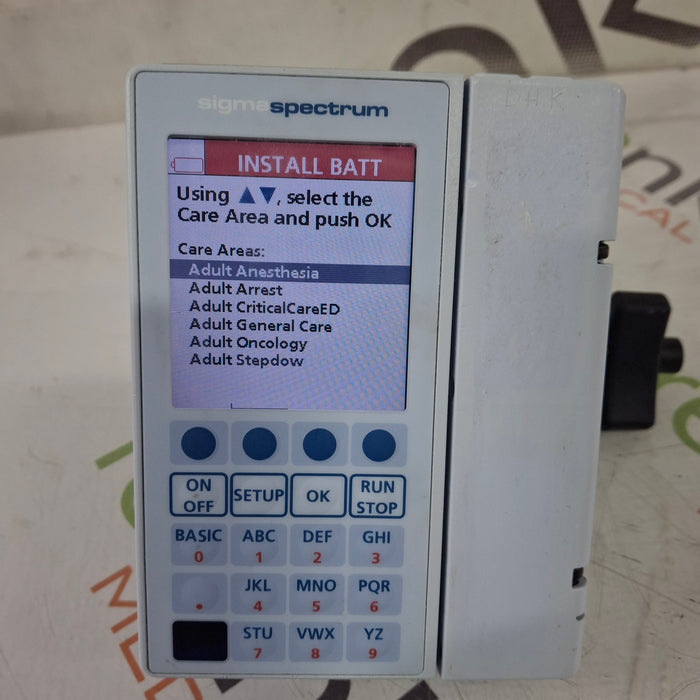 sigmaspectrum
INSTALL BATT
Using ▲▼, select the
Care Area and push OK
Care Areas:
Adult Anesthesia
Adult Arrest
Adult CriticalCareED
Adult General Care
Adult Oncology
Adult Stepdow
ON OFF
SETUP
OK
RUN STOP
BASIC 0
ABC 1
DEF 2
GHI 3
.
JKL 4
MNO 5
PQR 6
STU 7
VWX 8
YZ 9
DHK